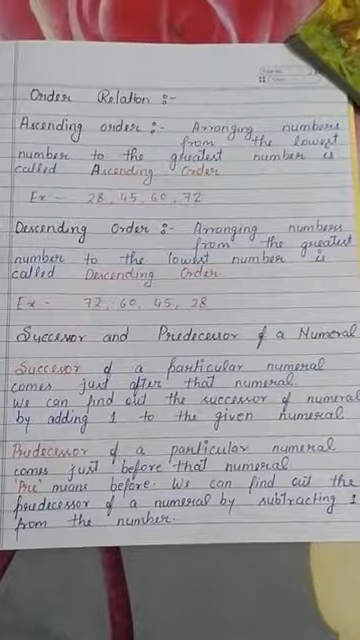 Order Relation :-
Ascending order :- Arranging numbers
from the lowest
number to the greatest number is
called Ascending Order
Ex - 28, 45, 60, 72
Descending Order :- Arranging numbers
from the greatest
number to the lowest number is
called Descending Order
Ex - 72, 60, 45, 28
Successor and Predecessor of a Numeral
Successor of a particular numeral
comes just after that numeral.
We can find out the successor of numeral
by adding 1 to the given numeral
Predecessor of a particular numeral
comes just before that numeral
'Pre' means before. We can find out the
predecessor of a numeral by subtracting 1
from the number.